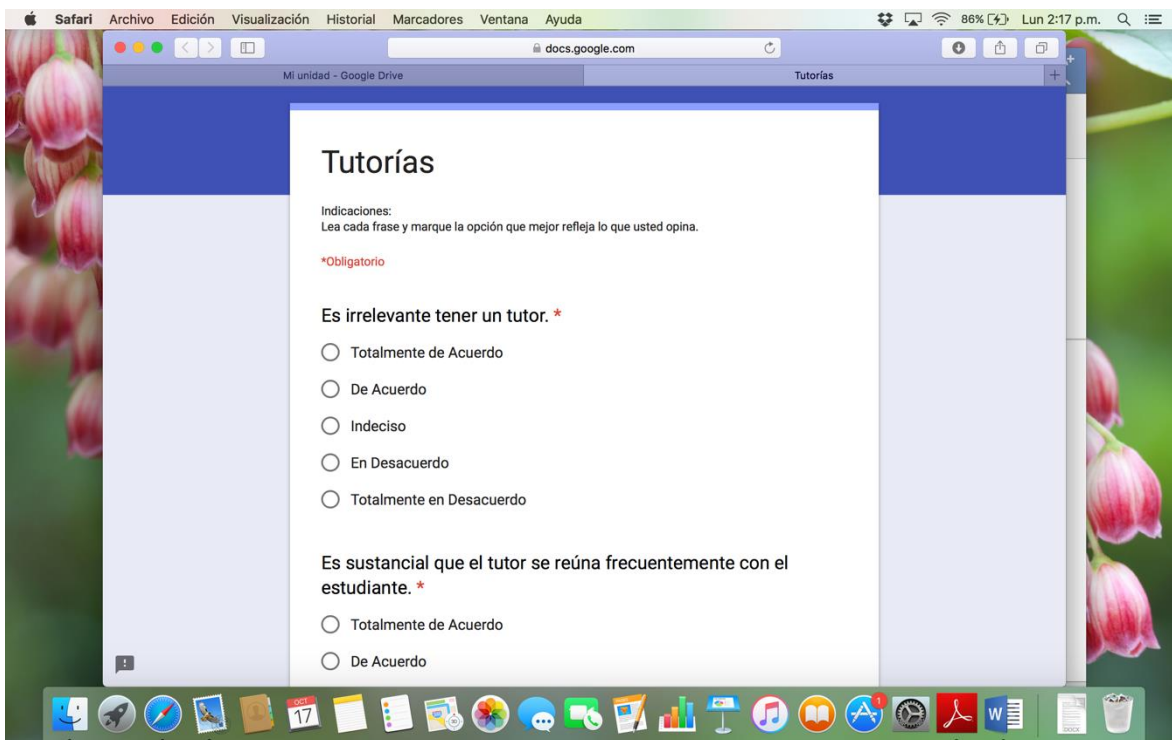 Safari Archivo Edición Visualización Historial Marcadores Ventana Ayuda 86% Lun 2:17 p.m.
docs.google.com
Mi unidad - Google Drive Tutorías +
Tutorías
Indicaciones:
Lea cada frase y marque la opción que mejor refleja lo que usted opina.
*Obligatorio
Es irrelevante tener un tutor. *
Totalmente de Acuerdo
De Acuerdo
Indeciso
En Desacuerdo
Totalmente en Desacuerdo
Es sustancial que el tutor se reúna frecuentemente con el
estudiante. *
Totalmente de Acuerdo
De Acuerdo
OCT
17
1
W
DOCX